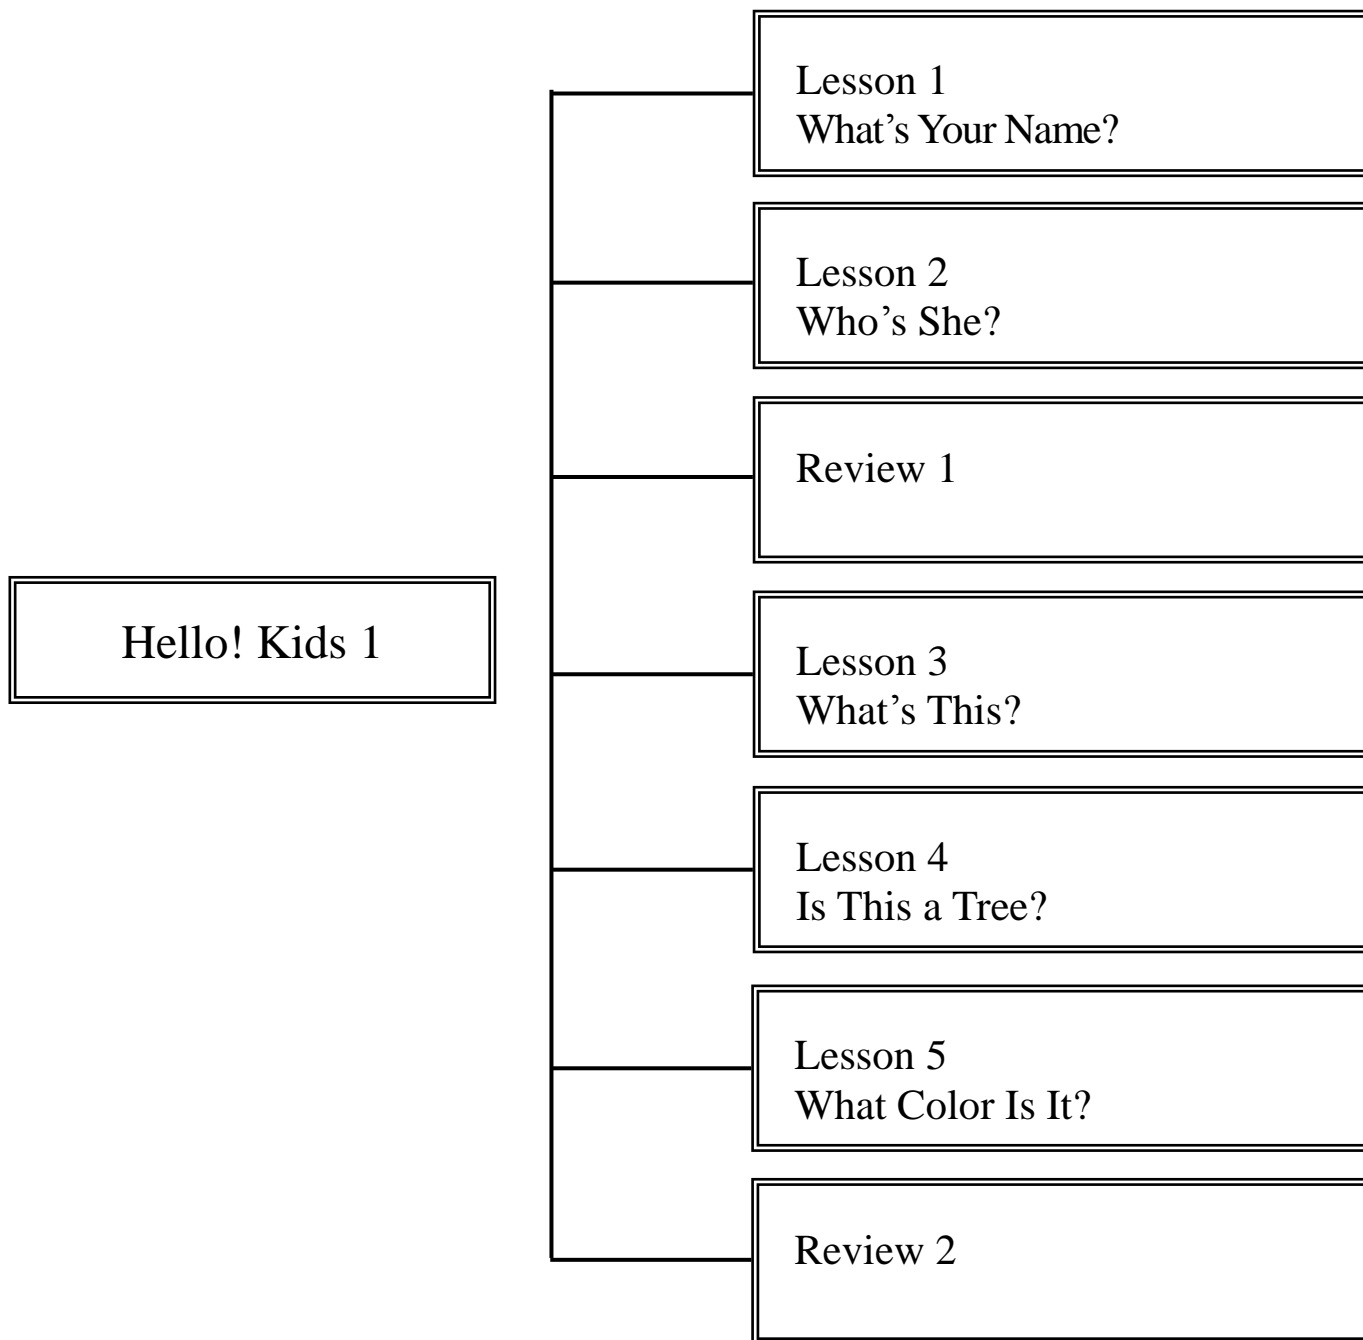 Hello! Kids 1
Lesson 1
What’s Your Name?
Lesson 2
Who’s She?
Review 1
Lesson 3
What’s This?
Lesson 4
Is This a Tree?
Lesson 5
What Color Is It?
Review 2